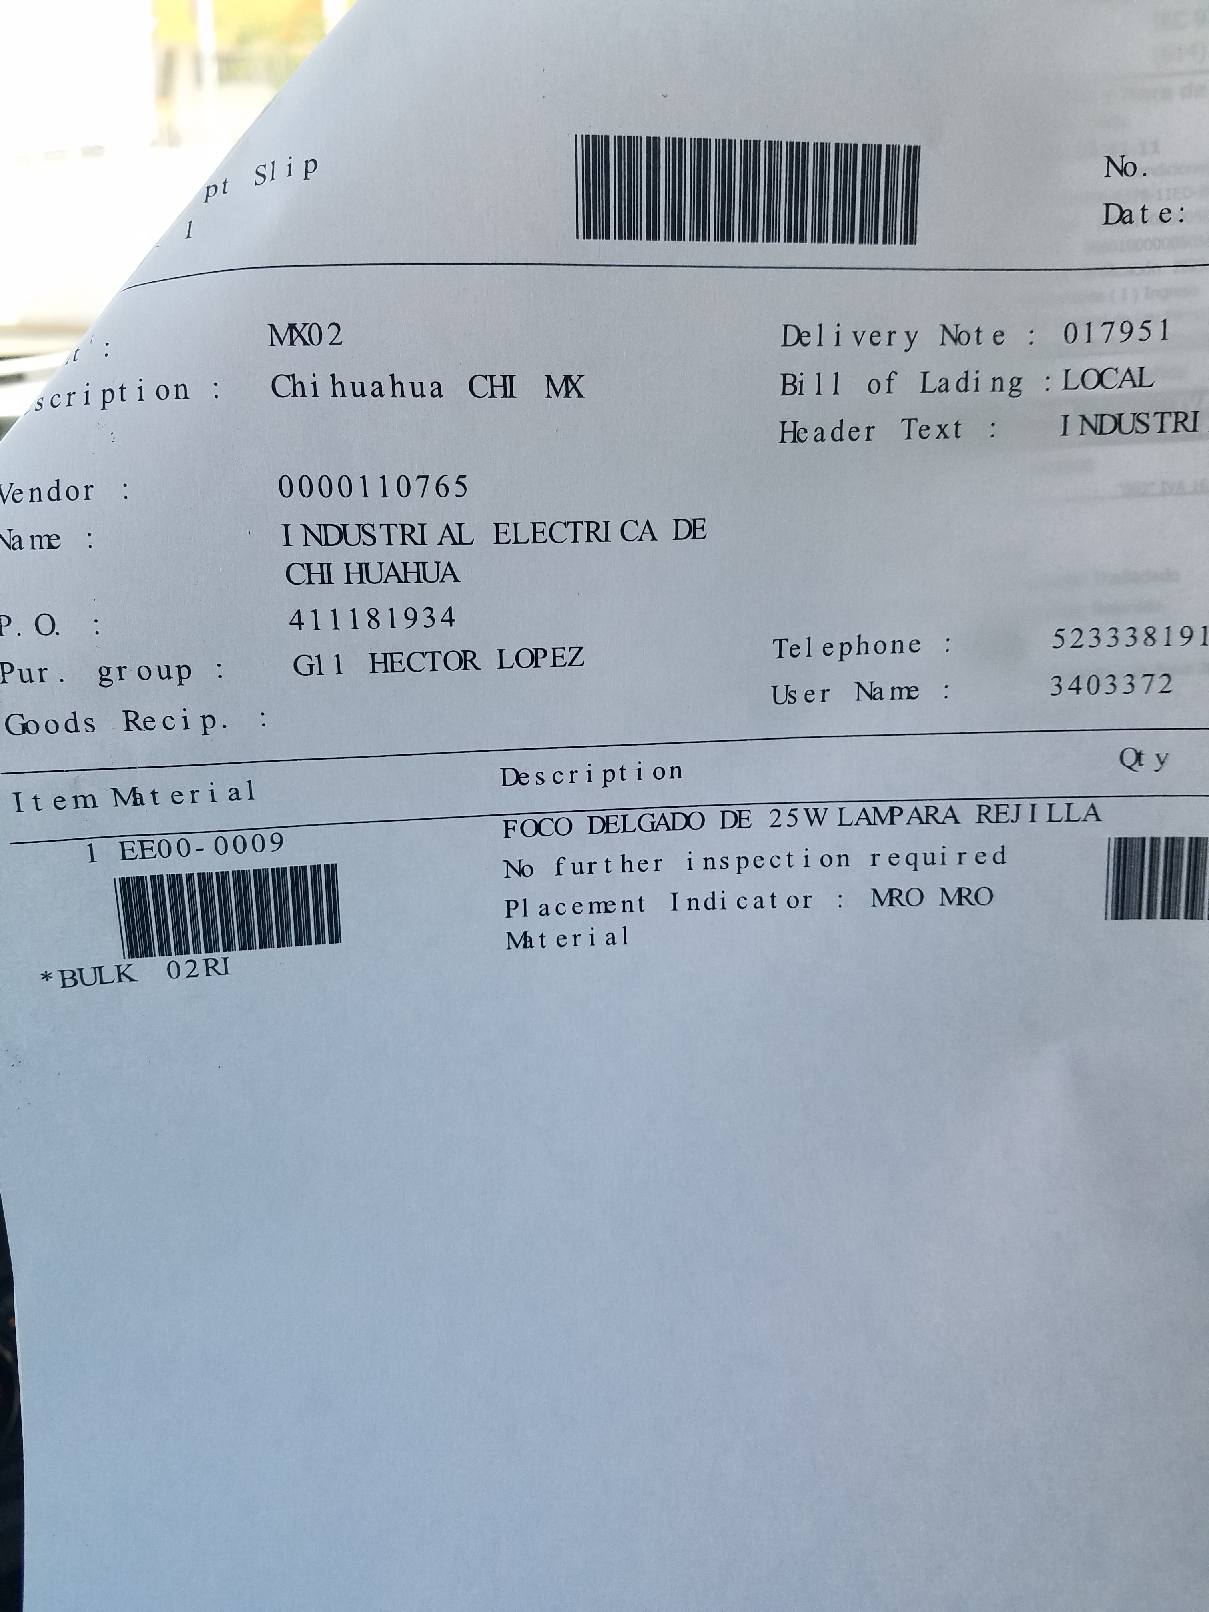 pt Slip
1
No.
Date:
MX02
scription : Chihuahua CHI MX
Delivery Note : 017951
Bill of Lading : LOCAL
Header Text : INDUSTRI
Vendor : 0000110765
Name : INDUSTRIAL ELECTRICA DE
CHIHUAHUA
P.O. : 411181934
Pur. group : G11 HECTOR LOPEZ
Goods Recip. :
Telephone : 523338191
User Name : 3403372
Item Material Description Qty
1 EE00-0009 FOCO DELGADO DE 25W LAMPARA REJILLA
No further inspection required
Placement Indicator : MRO MRO
Material
*BULK 02RI